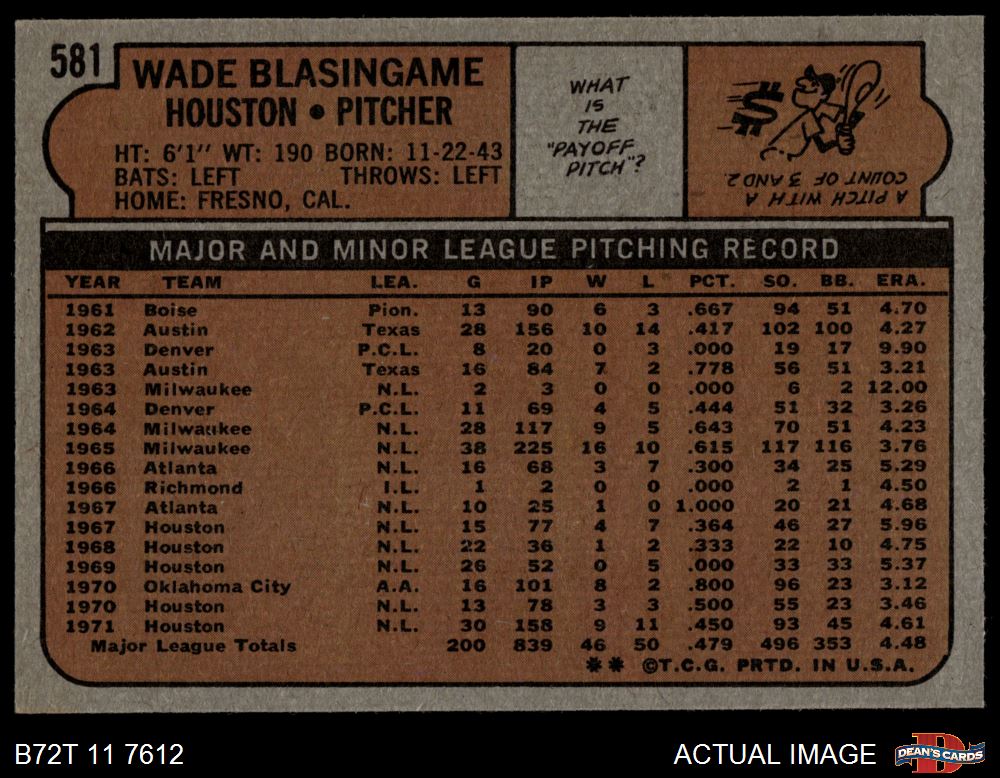 581
WADE BLASINGAME
HOUSTON • PITCHER
HT: 6'1" WT: 190 BORN: 11-22-43
BATS: LEFT THROWS: LEFT
HOME: FRESNO, CAL.
WHAT
IS
THE
"PAYOFF
PITCH"?
$
A PITCH WITH A
COUNT OF 3 AND 2.
MAJOR AND MINOR LEAGUE PITCHING RECORD
YEAR TEAM LEA. G IP W L PCT. SO. BB. ERA.
1961 Boise Pion. 13 90 6 3 .667 94 51 4.70
1962 Austin Texas 28 156 10 14 .417 102 100 4.27
1963 Denver P.C.L. 8 20 0 3 .000 19 17 9.90
1963 Austin Texas 16 84 7 2 .778 56 51 3.21
1963 Milwaukee N.L. 2 3 0 0 .000 6 2 12.00
1964 Denver P.C.L. 11 69 4 5 .444 51 32 3.26
1964 Milwaukee N.L. 28 117 9 5 .643 70 51 4.23
1965 Milwaukee N.L. 38 225 16 10 .615 117 116 3.76
1966 Atlanta N.L. 16 68 3 7 .300 34 25 5.29
1966 Richmond I.L. 1 2 0 0 .000 2 1 4.50
1967 Atlanta N.L. 10 25 1 0 1.000 20 21 4.68
1967 Houston N.L. 15 77 4 7 .364 46 27 5.96
1968 Houston N.L. 22 36 1 2 .333 22 10 4.75
1969 Houston N.L. 26 52 0 5 .000 33 33 5.37
1970 Oklahoma City A.A. 16 101 8 2 .800 96 23 3.12
1970 Houston N.L. 13 78 3 3 .500 55 23 3.46
1971 Houston N.L. 30 158 9 11 .450 93 45 4.61
Major League Totals 200 839 46 50 .479 496 353 4.48
** ©T.C.G. PRTD. IN U.S.A.
B72T 11 7612
ACTUAL IMAGE
DEAN'S CARDS